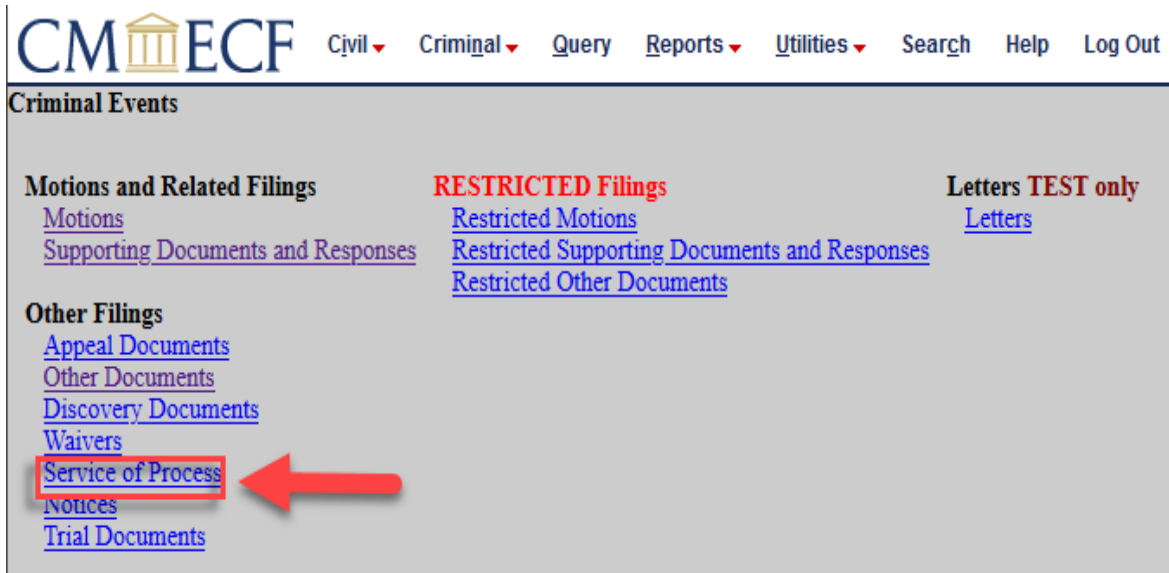 CM ECF Civil Criminal Query Reports Utilities Search Help Log Out
Criminal Events
Motions and Related Filings
Motions
Supporting Documents and Responses
RESTRICTED Filings
Restricted Motions
Restricted Supporting Documents and Responses
Restricted Other Documents
Letters TEST only
Letters
Other Filings
Appeal Documents
Other Documents
Discovery Documents
Waivers
Service of Process
Notices
Trial Documents